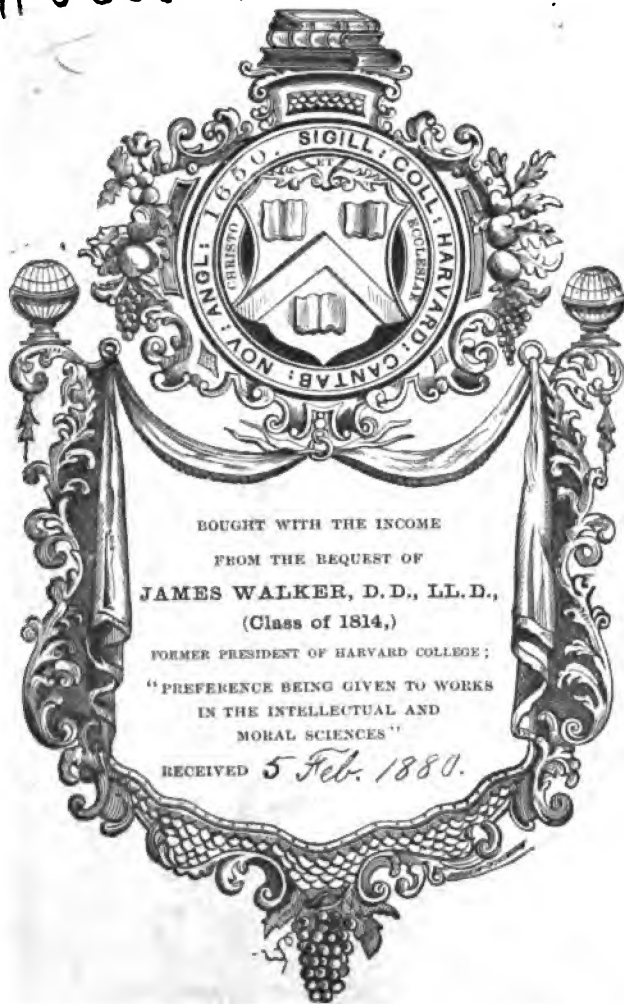 SIGILL: COLL: HARVARD: CANTAB: NOV: ANGL: 1650.
CHRISTO
ET
ECCLESIAE
BOUGHT WITH THE INCOME
FROM THE BEQUEST OF
JAMES WALKER, D.D., LL.D.,
(Class of 1814,)
FORMER PRESIDENT OF HARVARD COLLEGE;
"PREFERENCE BEING GIVEN TO WORKS
IN THE INTELLECTUAL AND
MORAL SCIENCES"
RECEIVED 5 Feb. 1880.